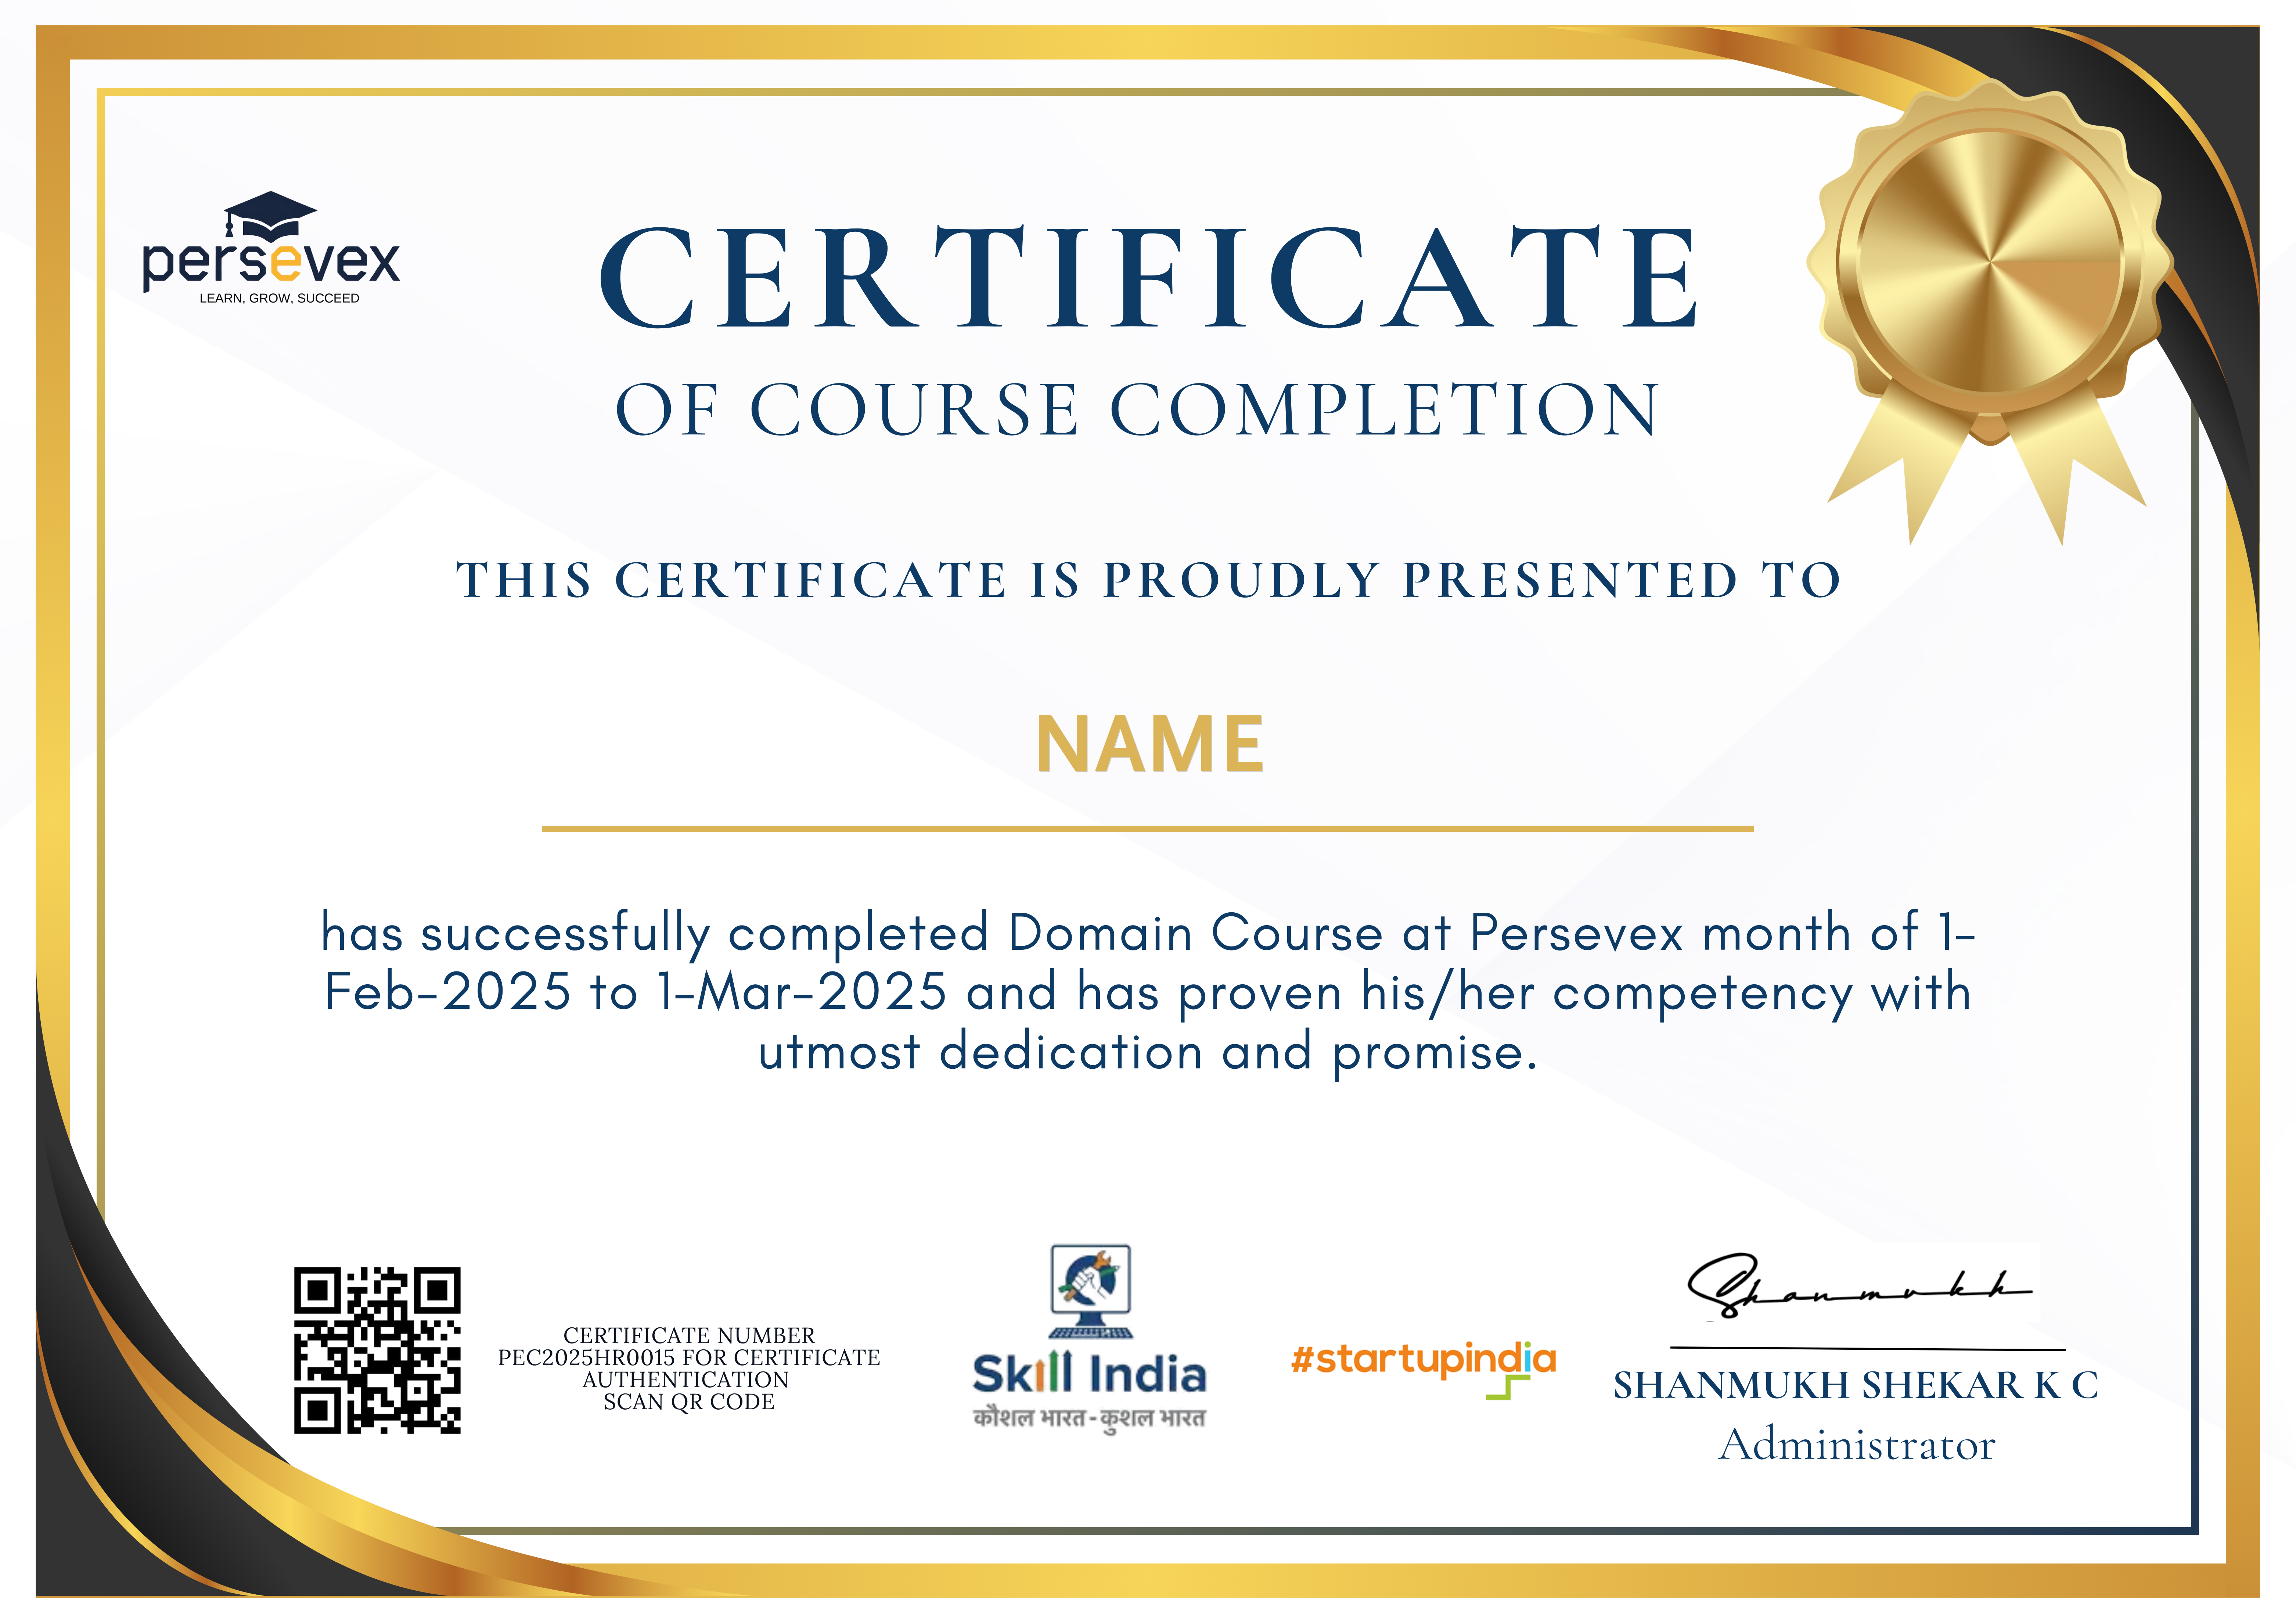 persevex
LEARN, GROW, SUCCEED
CERTIFICATE
OF COURSE COMPLETION
THIS CERTIFICATE IS PROUDLY PRESENTED TO
NAME
has successfully completed Domain Course at Persevex month of 1-
Feb-2025 to 1-Mar-2025 and has proven his/her competency with
utmost dedication and promise.
CERTIFICATE NUMBER
PEC2025HR0015 FOR CERTIFICATE
AUTHENTICATION
SCAN QR CODE
Skill India
कौशल भारत - कुशल भारत
#startupindia
Shanmukh
SHANMUKH SHEKAR K C
Administrator